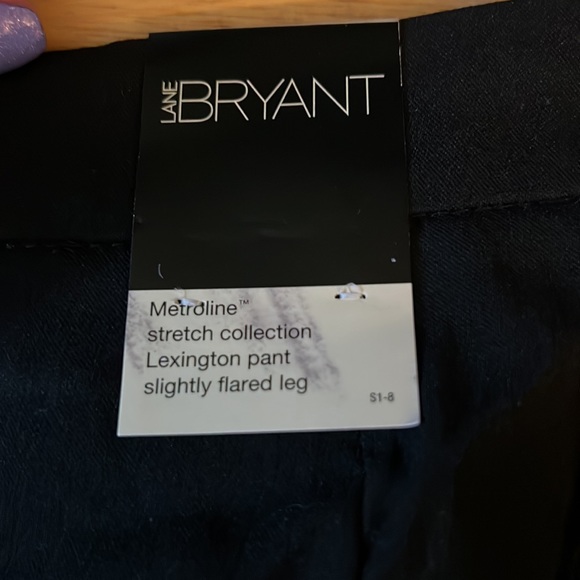 LANE BRYANT
Metroline™
stretch collection
Lexington pant
slightly flared leg
S1-8